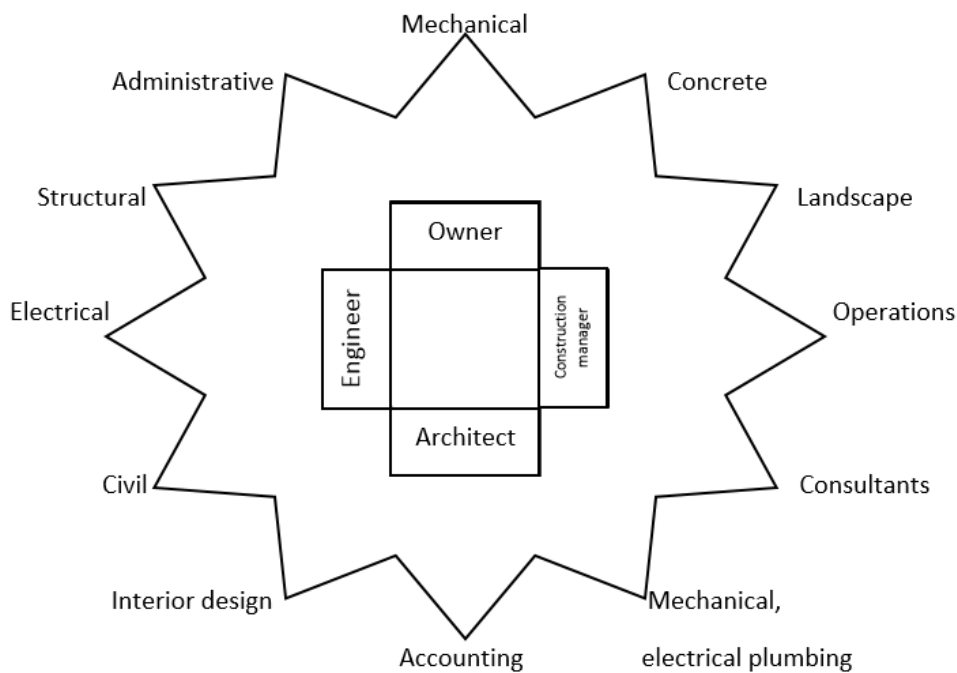 Mechanical
Administrative
Concrete
Structural
Landscape
Owner
Electrical
Engineer
Construction
manager
Operations
Architect
Civil
Consultants
Interior design
Mechanical,
Accounting
electrical plumbing